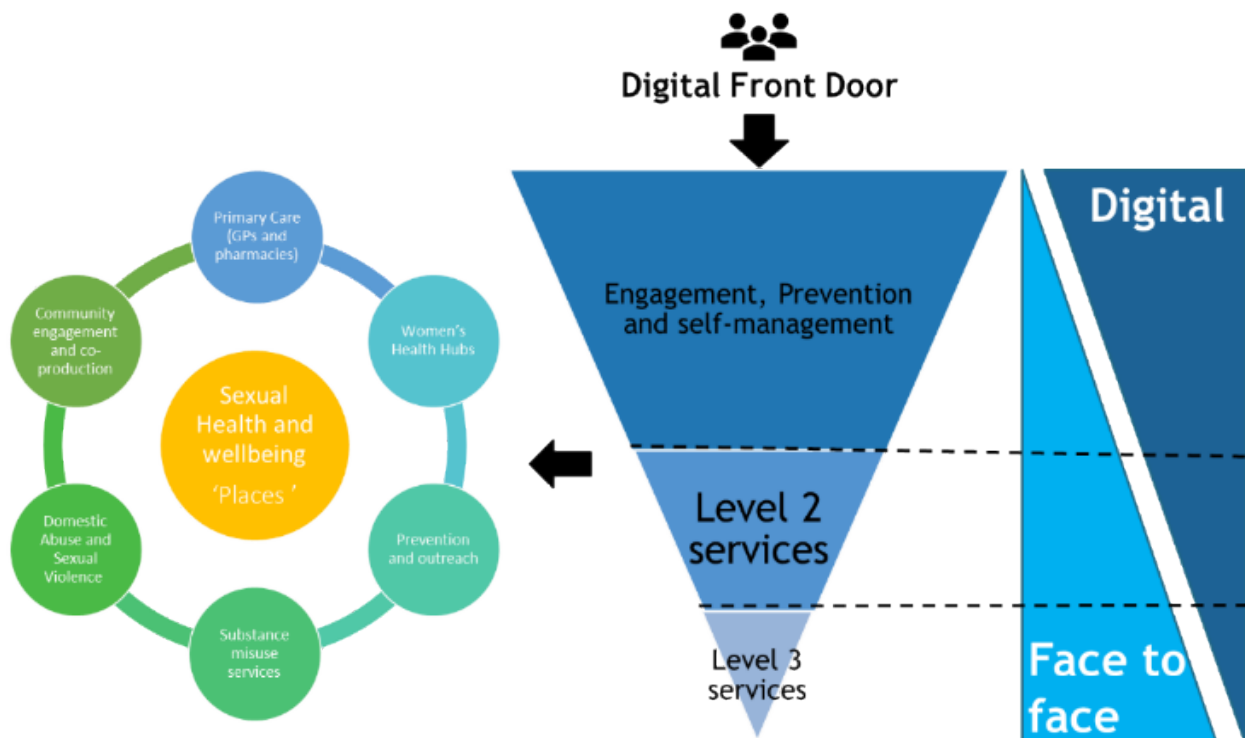 Digital Front Door
Primary Care
(GPs and
pharmacies)
Women's
Health Hubs
Prevention
and outreach
Substance
misuse
services
Domestic
Abuse and
Sexual
Violence
Community
engagement
and co-
production
Sexual
Health and
wellbeing
‘Places ’
Engagement, Prevention
and self-management
Level 2
services
Level 3
services
Digital
Face to
face